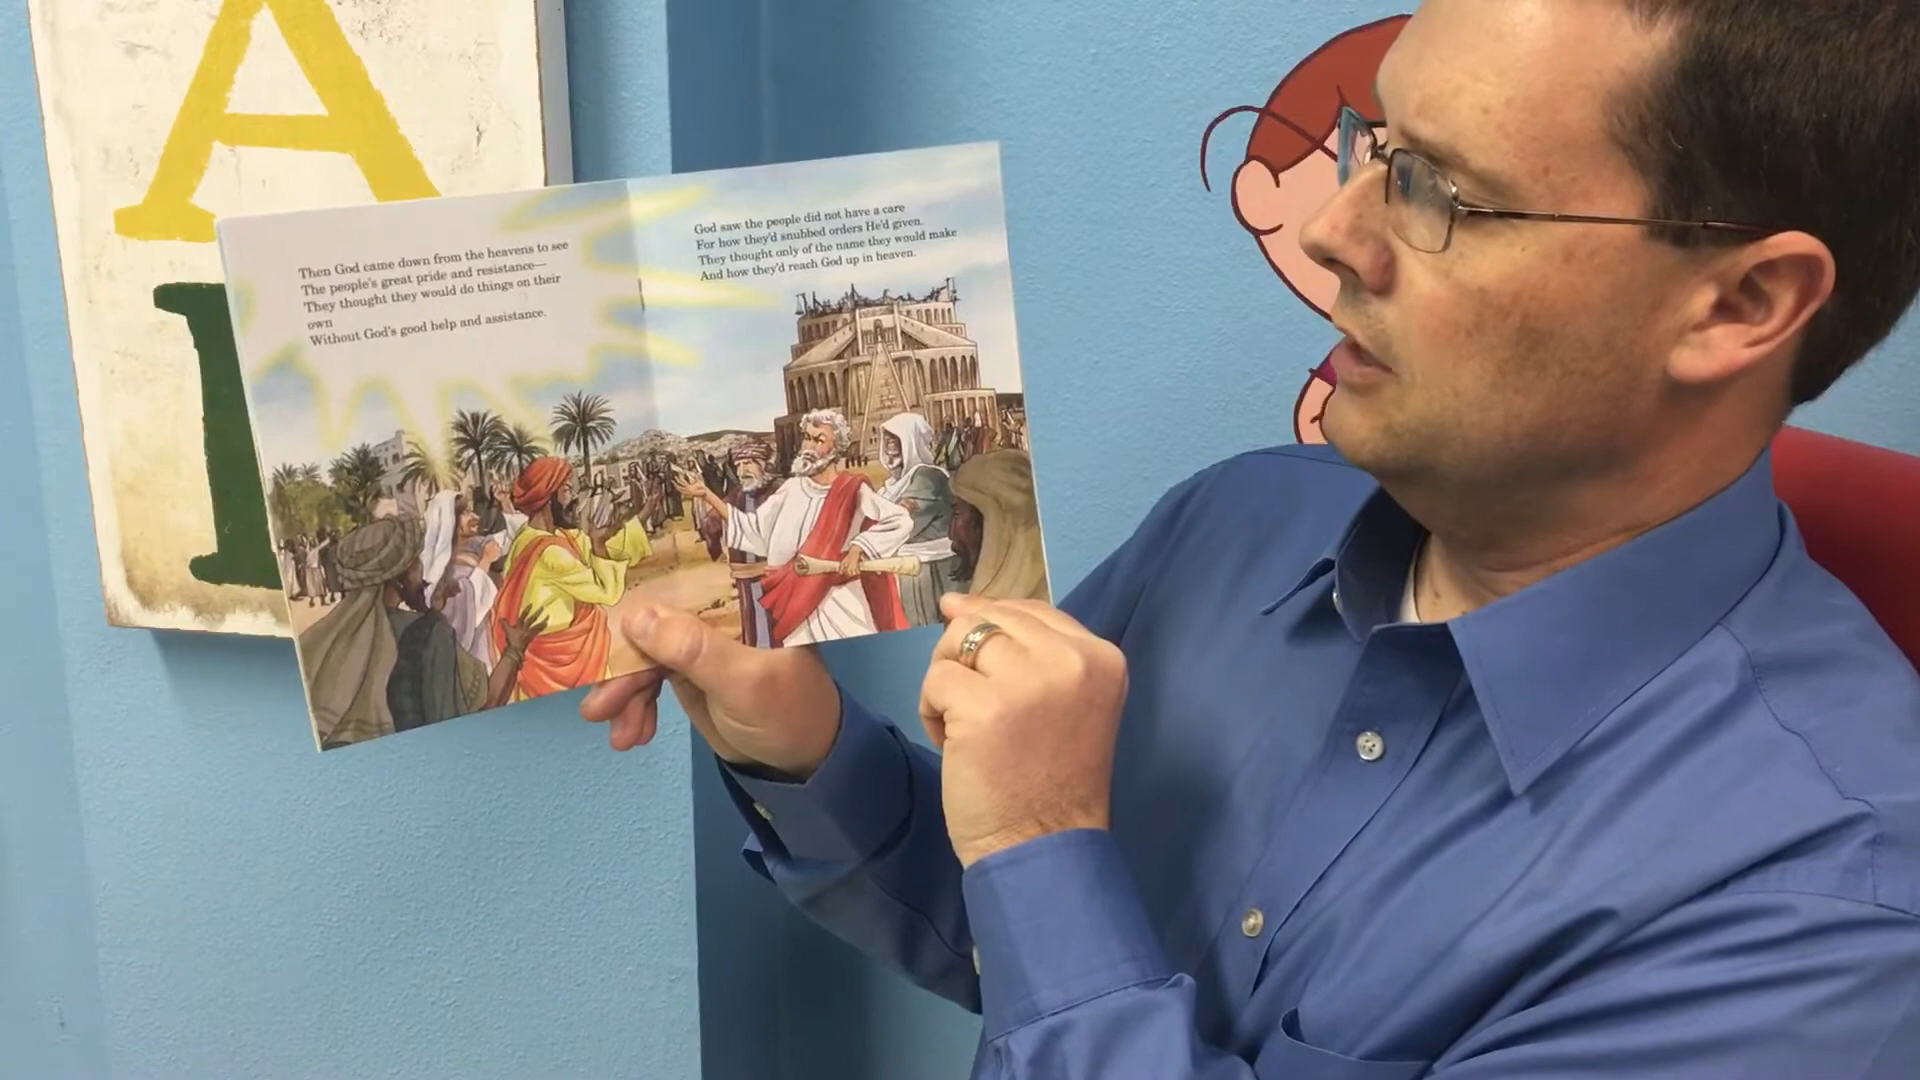 A
Then God came down from the heavens to see
The people's great pride and resistance—
They thought they would do things on their
own
Without God's good help and assistance.
God saw the people did not have a care
For how they'd snubbed orders He'd given.
They thought only of the name they would make
And how they'd reach God up in heaven.